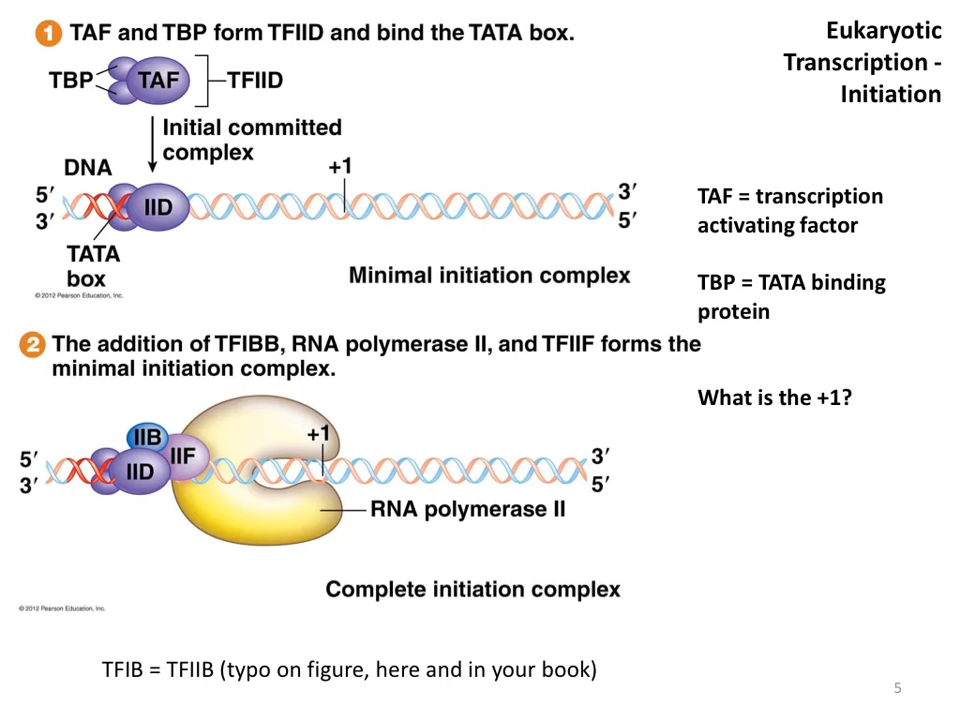 1 TAF and TBP form TFIID and bind the TATA box.
Eukaryotic
Transcription -
Initiation
TBP
TAF
TFIID
Initial committed
complex
DNA
+1
5′
3′
IID
3′
5′
TATA
box
Minimal initiation complex
© 2012 Pearson Education, Inc.
TAF = transcription
activating factor
TBP = TATA binding
protein
2 The addition of TFIBB, RNA polymerase II, and TFIIF forms the
minimal initiation complex.
What is the +1?
IIB
IIF
IID
+1
5′
3′
3′
5′
RNA polymerase II
Complete initiation complex
© 2012 Pearson Education, Inc.
TFIB = TFIIB (typo on figure, here and in your book)
5